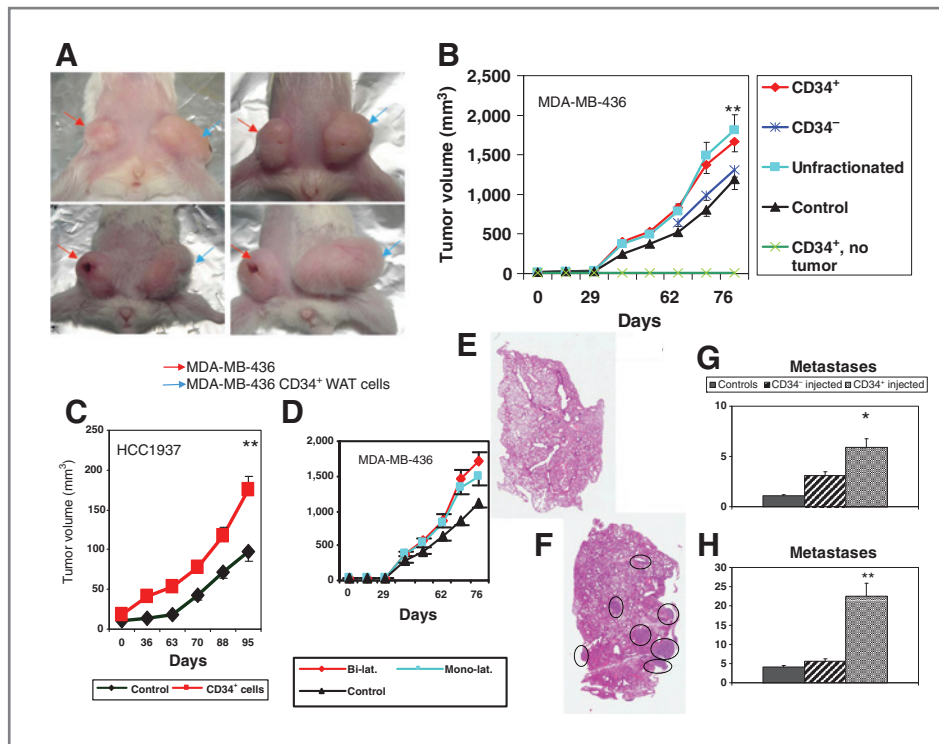 A
MDA-MB-436
MDA-MB-436 CD34⁺ WAT cells
B
Tumor volume (mm³)
2,500
2,000
1,500
1,000
500
0
MDA-MB-436
**
0 29 62 76
Days
CD34⁺
CD34⁻
Unfractionated
Control
CD34⁺, no
tumor
C
Tumor volume (mm³)
200
150
100
50
0
HCC1937
**
0 36 63 70 88 95
Days
Control CD34⁺ cells
D
2,000
1,500
1,000
500
0
MDA-MB-436
0 29 62 76
Days
Bi-lat. Mono-lat.
Control
E
F
G
Metastases
Controls CD34⁻ injected CD34⁺ injected
10
5
0
*
H
Metastases
30
25
20
15
10
5
0
**